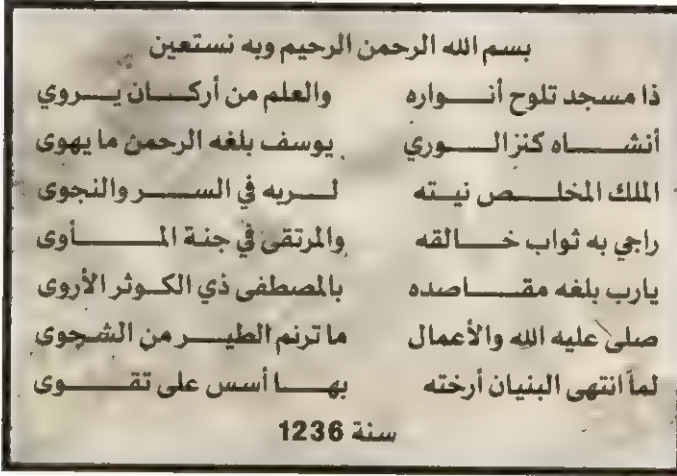 بسم الله الرحمن الرحيم وبه نستعين
ذا مسجد تلوح أنواره والعلم من أركان يروي
أنشاه كنز الوري يوسف بلغه الرحمن ما يهوى
الملك المخلص نيته لربه في السر والنجوى
راجي به ثواب خالقه والمرتقى في جنة المأوى
يارب بلغه مقاصده بالمصطفى ذي الكوثر الأروى
صلى عليه الله والأعمال ما ترنم الطير من الشجوى
لما انتهى البنيان أرخته بها أسس على تقوى
سنة 1236